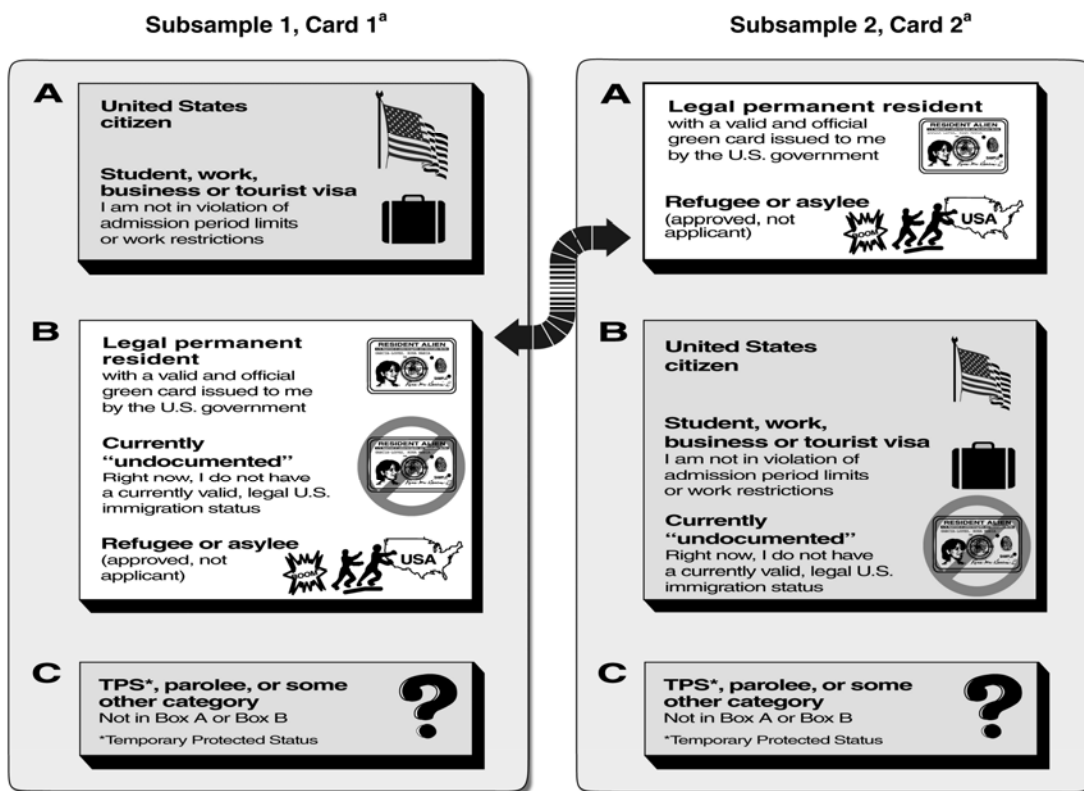 Subsample 1, Card 1a
A
United States
citizen
Student, work,
business or tourist visa
I am not in violation of
admission period limits
or work restrictions
B
Legal permanent
resident
with a valid and official
green card issued to me
by the U.S. government
RESIDENT ALIEN
Currently
“undocumented”
Right now, I do not have
a currently valid, legal U.S.
immigration status
RESIDENT ALIEN
Refugee or asylee
(approved, not
applicant)
BOOM
USA
C
TPS*, parolee, or some
other category
Not in Box A or Box B
*Temporary Protected Status
?
Subsample 2, Card 2a
A
Legal permanent resident
with a valid and official
green card issued to me
by the U.S. government
RESIDENT ALIEN
Refugee or asylee
(approved, not
applicant)
BOOM
USA
B
United States
citizen
Student, work,
business or tourist visa
I am not in violation of
admission period limits
or work restrictions
Currently
“undocumented”
Right now, I do not have
a currently valid, legal U.S.
immigration status
RESIDENT ALIEN
C
TPS*, parolee, or some
other category
Not in Box A or Box B
*Temporary Protected Status
?